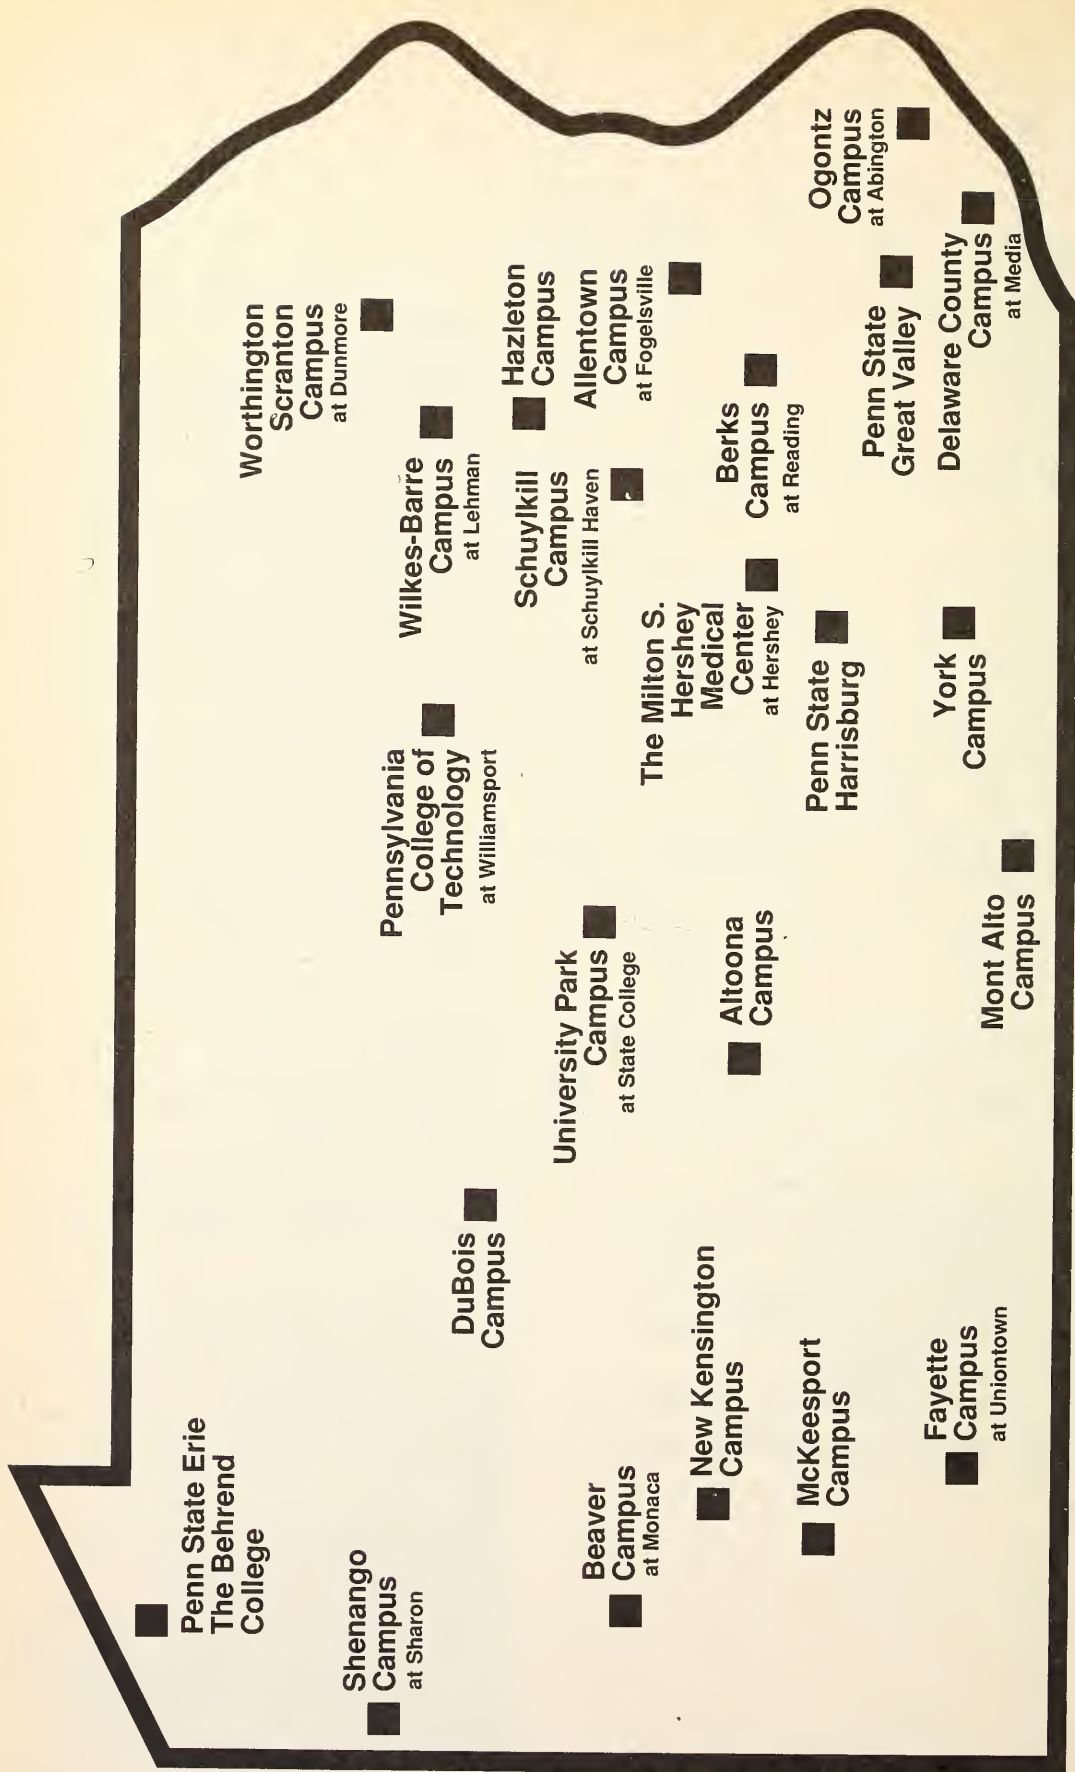 Penn State Erie
The Behrend
College
Shenango
Campus
at Sharon
DuBois
Campus
Beaver
Campus
at Monaca
New Kensington
Campus
McKeesport
Campus
Fayette
Campus
at Uniontown
Pennsylvania
College of
Technology
at Williamsport
University Park
Campus
at State College
Altoona
Campus
Mont Alto
Campus
Worthington
Scranton
Campus
at Dunmore
Wilkes-Barre
Campus
at Lehman
Hazleton
Campus
Schuylkill
Campus
at Schuylkill Haven
Allentown
Campus
at Fogelsville
The Milton S.
Hershey
Medical
Center
at Hershey
Berks
Campus
at Reading
Penn State
Harrisburg
York
Campus
Ogontz
Campus
at Abington
Penn State
Great Valley
Delaware County
Campus
at Media